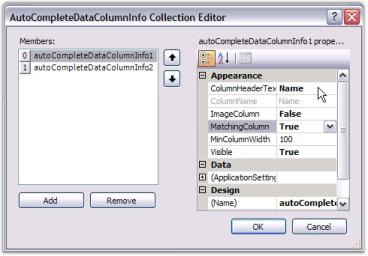 AutoCompleteDataColumnInfo Collection Editor
Members:
0 autoCompleteDataColumnInfo1
1 autoCompleteDataColumnInfo2
Add Remove
autoCompleteDataColumnInfo1 prope...
Appearance
ColumnHeaderTex Name
ColumnName Name
ImageColumn False
MatchingColumn True
MinColumnWidth 100
Visible True
Data
(ApplicationSetting
Design
(Name) autoComplete
OK Cancel